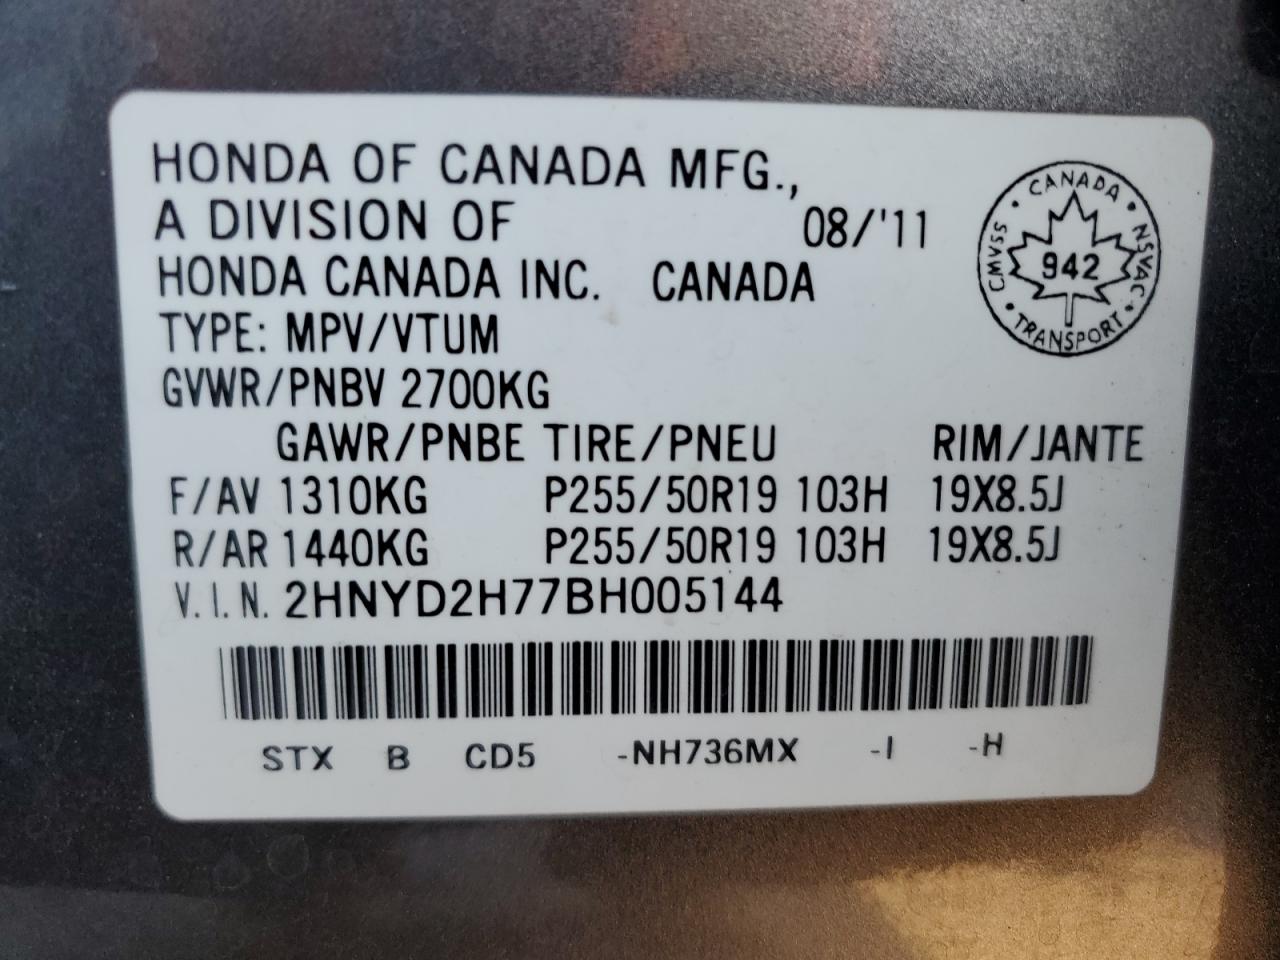 HONDA OF CANADA MFG.,
A DIVISION OF 08/'11
HONDA CANADA INC. CANADA
TYPE: MPV/VTUM
GVWR/PNBV 2700KG
GAWR/PNBE TIRE/PNEU RIM/JANTE
F/AV 1310KG P255/50R19 103H 19X8.5J
R/AR 1440KG P255/50R19 103H 19X8.5J
V.I.N. 2HNYD2H77BH005144
STX B CD5 -NH736MX -I -H
CANADA • NSVAC • TRANSPORT • CMVSS •
942